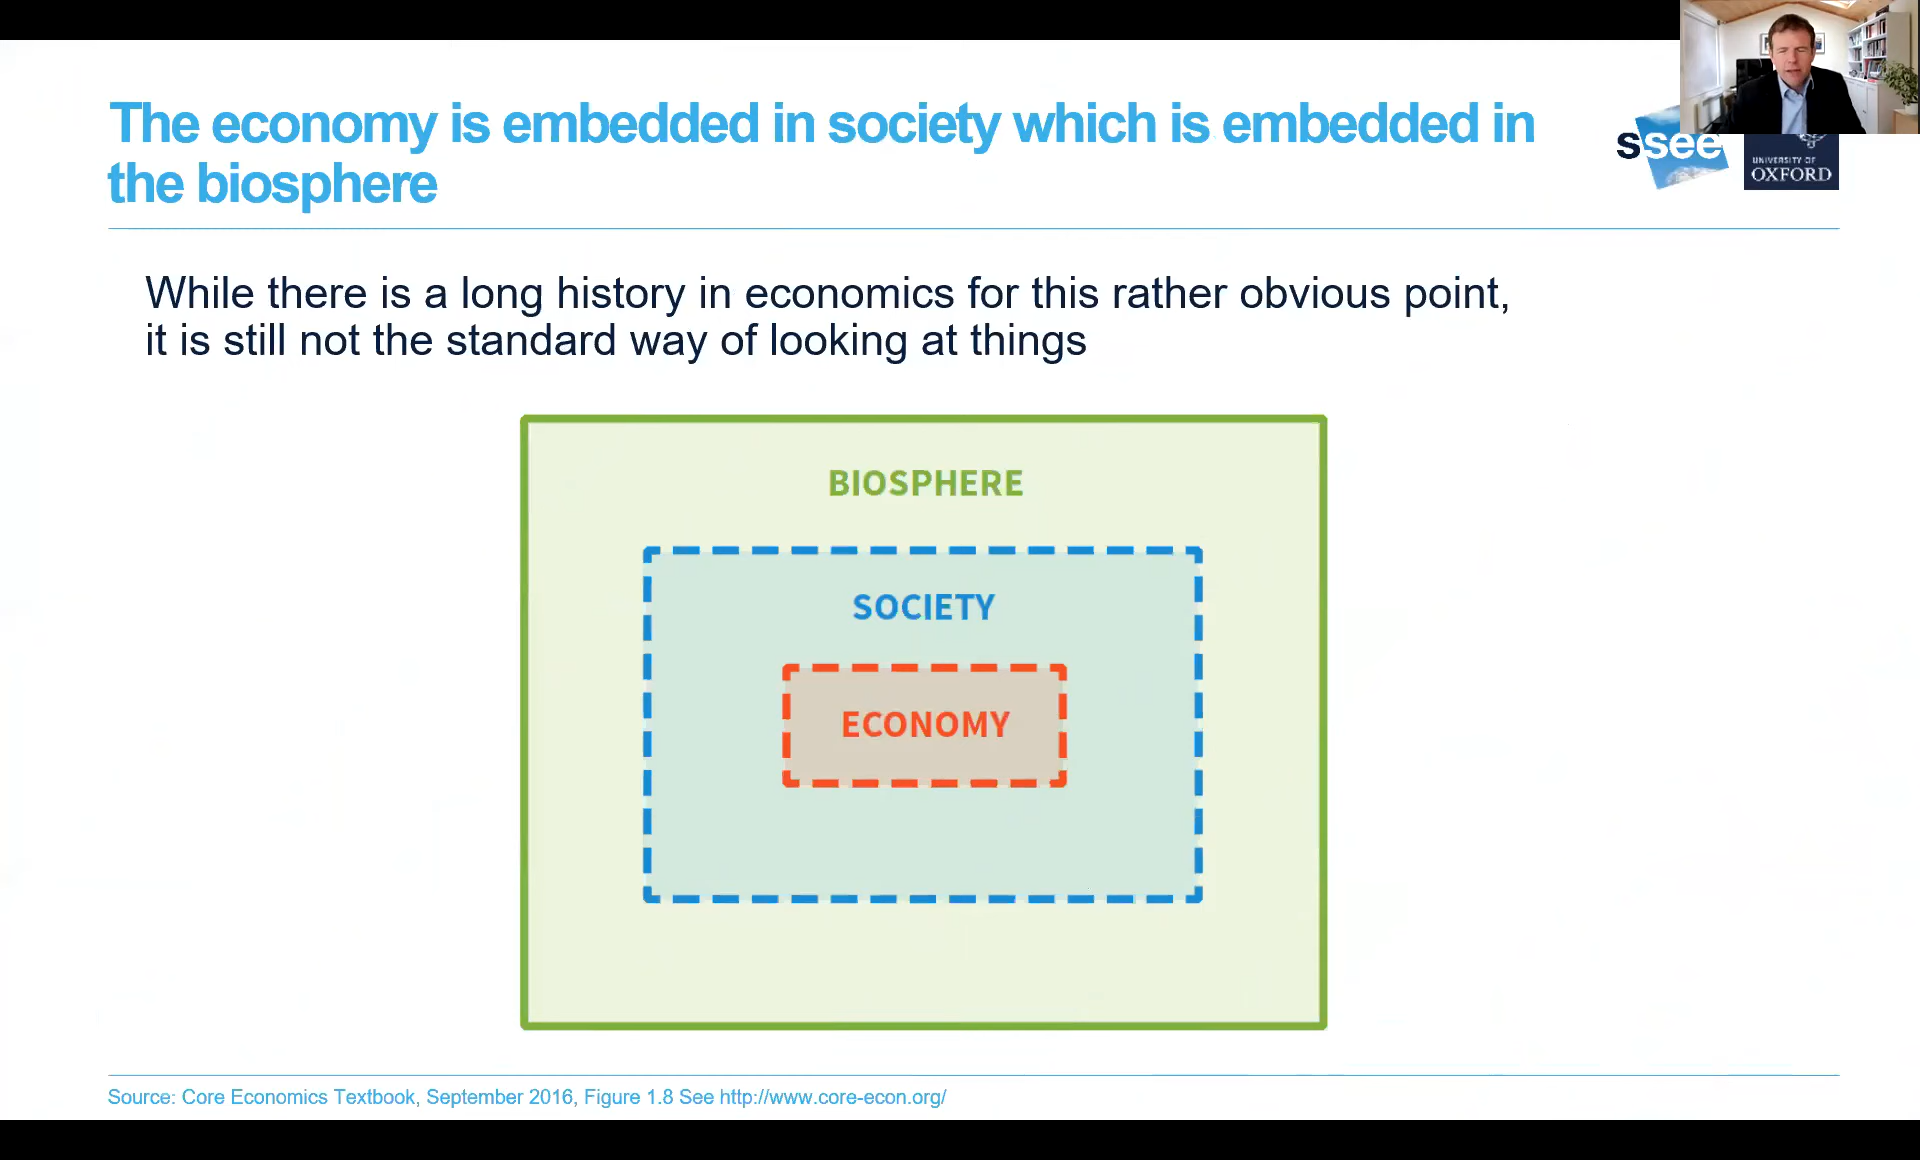 The economy is embedded in society which is embedded in
the biosphere
ssee
UNIVERSITY OF
OXFORD
While there is a long history in economics for this rather obvious point,
it is still not the standard way of looking at things
BIOSPHERE
SOCIETY
ECONOMY
Source: Core Economics Textbook, September 2016, Figure 1.8 See http://www.core-econ.org/